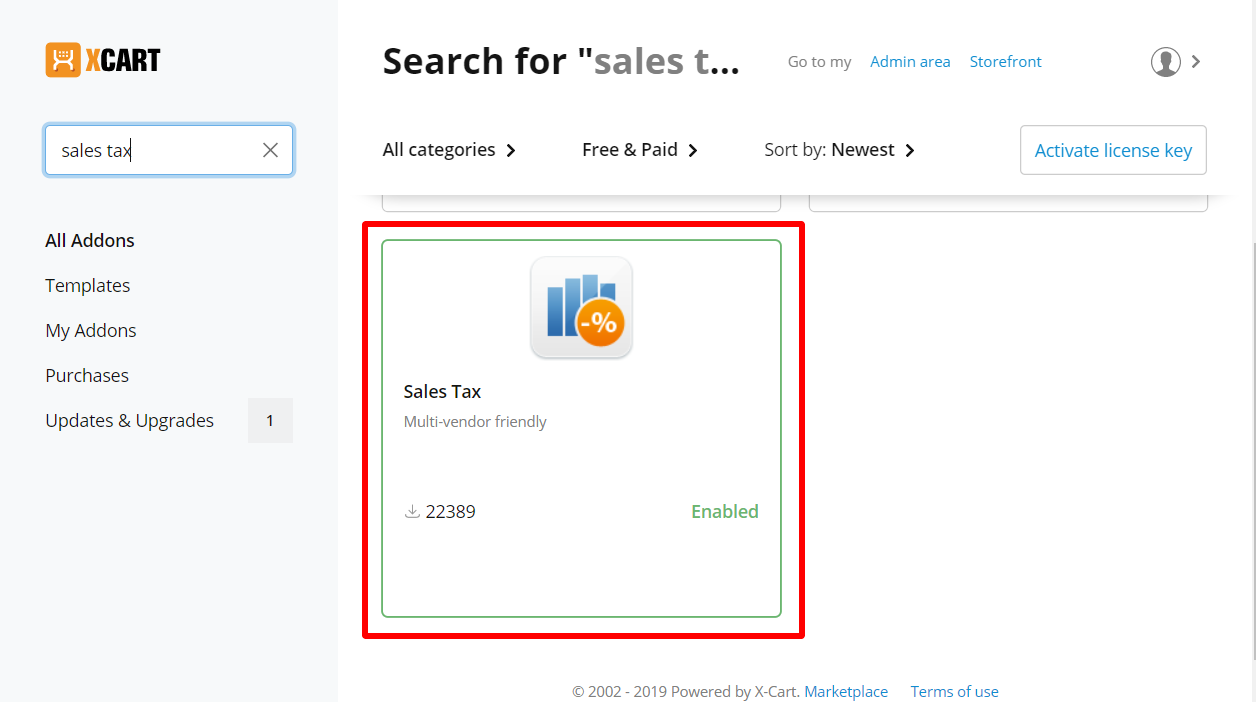 XCART
sales tax
All Addons
Templates
My Addons
Purchases
Updates & Upgrades 1
Search for "sales t...
Go to my Admin area Storefront
All categories Free & Paid Sort by: Newest Activate license key
-%
Sales Tax
Multi-vendor friendly
22389 Enabled
© 2002 - 2019 Powered by X-Cart. Marketplace Terms of use